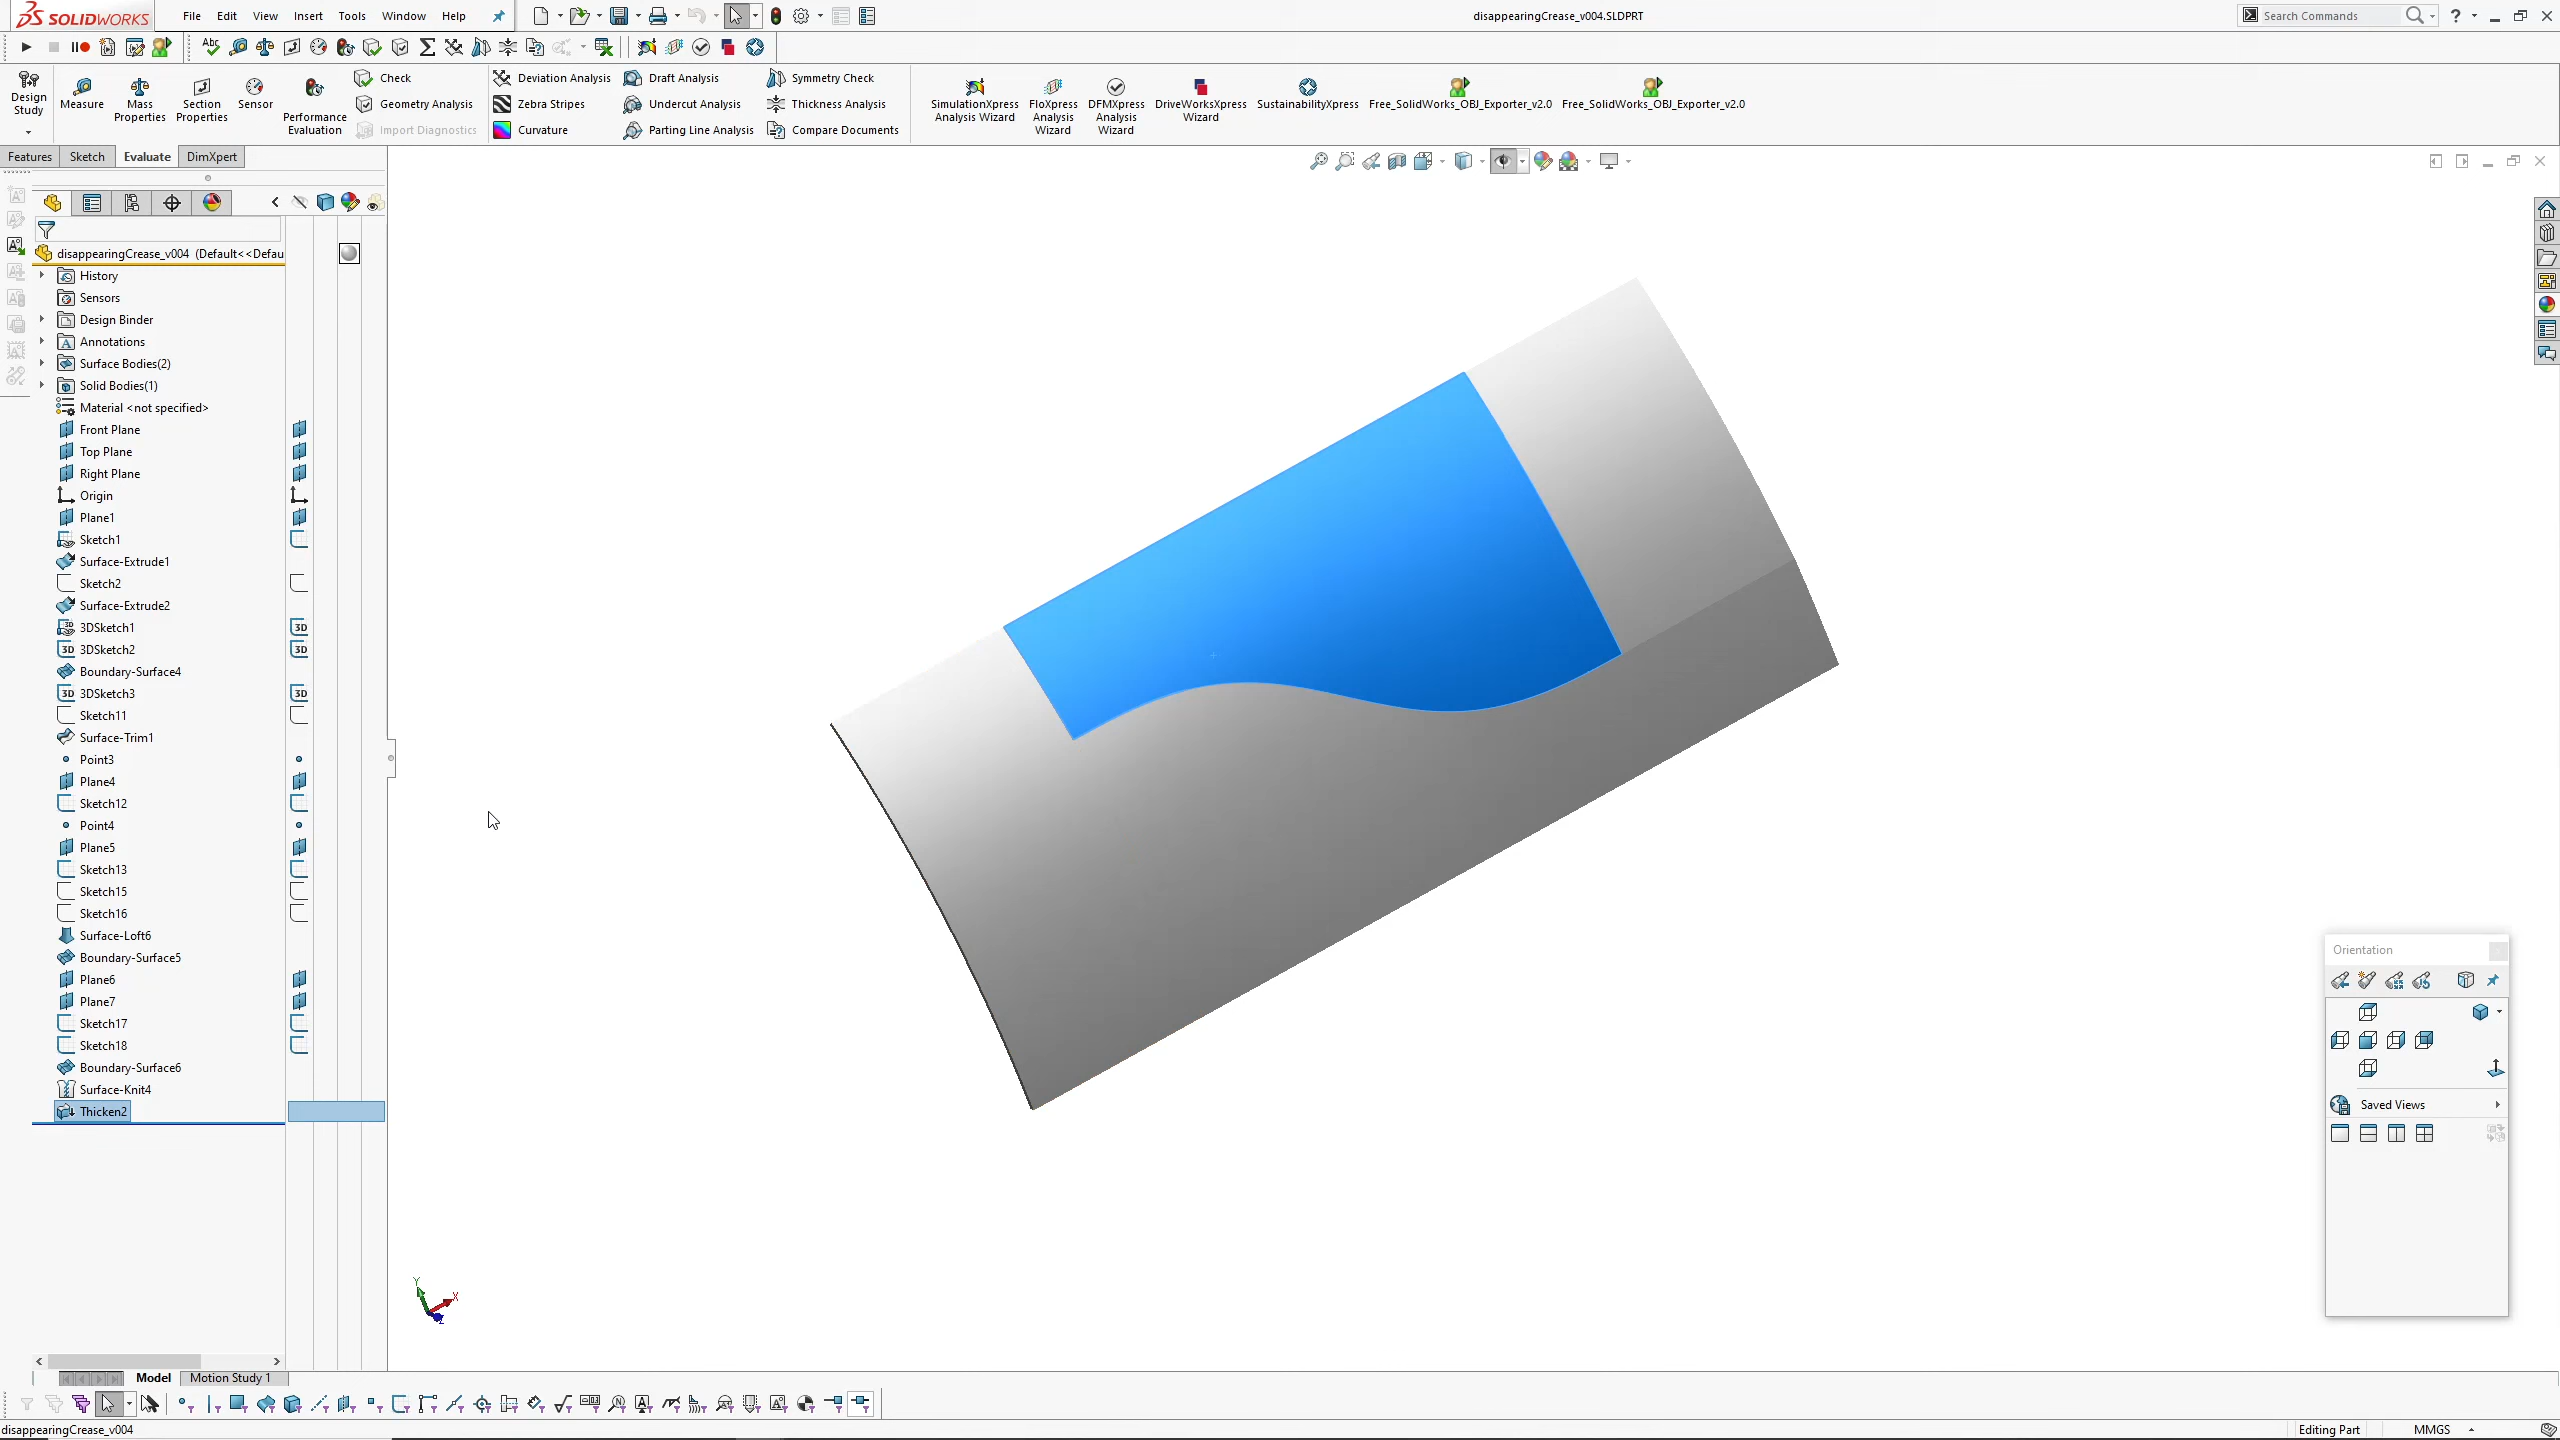 SOLIDWORKS File Edit View Insert Tools Window Help disappearingCrease_v004.SLDPRT Search Commands
Design Study
Measure
Mass Properties
Section Properties
Sensor
Performance Evaluation
Check
Geometry Analysis
Import Diagnostics
Deviation Analysis
Zebra Stripes
Curvature
Draft Analysis
Undercut Analysis
Parting Line Analysis
Symmetry Check
Thickness Analysis
Compare Documents
SimulationXpress Analysis Wizard
FloXpress Analysis Wizard
DFMXpress Analysis Wizard
DriveWorksXpress Wizard
SustainabilityXpress
Free_SolidWorks_OBJ_Exporter_v2.0
Free_SolidWorks_OBJ_Exporter_v2.0
Features Sketch Evaluate DimXpert
disappearingCrease_v004 (Default<<Defau
History
Sensors
Design Binder
Annotations
Surface Bodies(2)
Solid Bodies(1)
Material <not specified>
Front Plane
Top Plane
Right Plane
Origin
Plane1
Sketch1
Surface-Extrude1
Sketch2
Surface-Extrude2
3DSketch1
3DSketch2
Boundary-Surface4
3DSketch3
Sketch11
Surface-Trim1
Point3
Plane4
Sketch12
Point4
Plane5
Sketch13
Sketch15
Sketch16
Surface-Loft6
Boundary-Surface5
Plane6
Plane7
Sketch17
Sketch18
Boundary-Surface6
Surface-Knit4
Thicken2
Orientation
Saved Views
Y
X
Z
Model Motion Study 1
disappearingCrease_v004 Editing Part MMGS